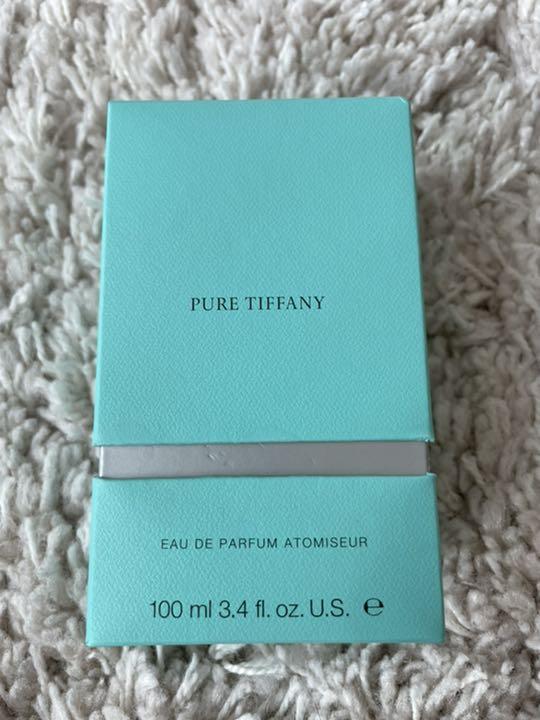 PURE TIFFANY
EAU DE PARFUM ATOMISEUR
100 ml 3.4 fl. oz. U.S. ℮